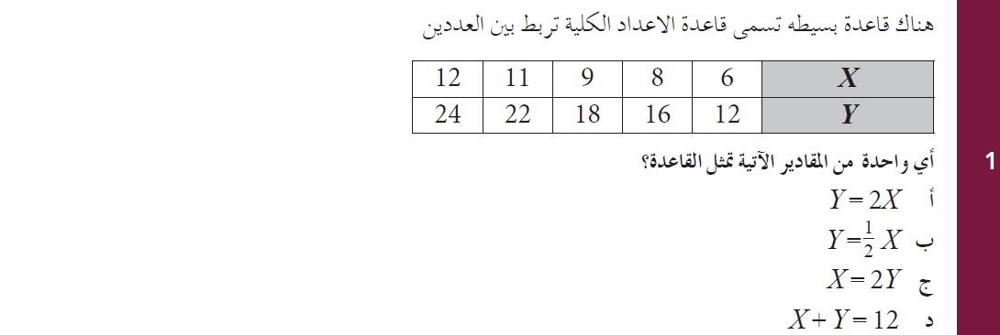 هناك قاعدة بسيطه تسمى قاعدة الاعداد الكلية تربط بين العددين
X 6 8 9 11 12
Y 12 16 18 22 24
1
أي واحدة من المقادير الآتية تمثل القاعدة؟
أ Y = 2X
ب Y = 1/2 X
ج X = 2Y
د X + Y = 12